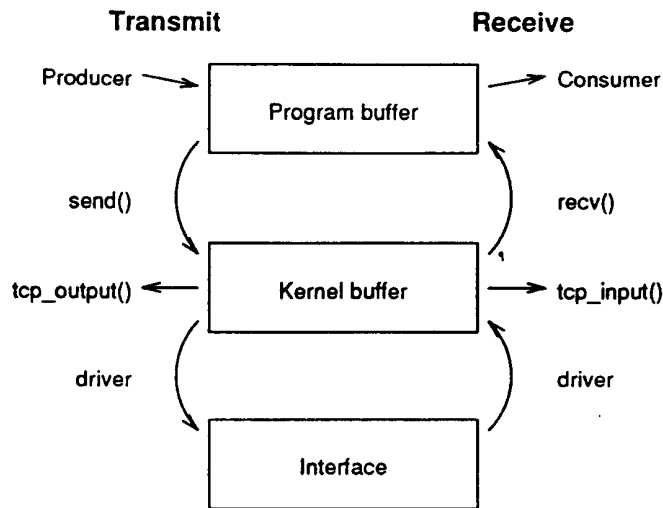 Transmit Receive
Producer Consumer
Program buffer
send() recv()
tcp_output() Kernel buffer tcp_input()
driver driver
Interface